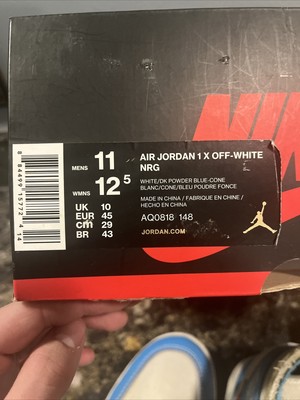 MENS 11
WMNS 12 5
UK 10
EUR 45
cm 29
BR 43
AIR JORDAN 1 X OFF-WHITE
NRG
WHITE/DK POWDER BLUE-CONE
BLANC/CONE/BLEU POUDRE FONCE
MADE IN CHINA / FABRIQUE EN CHINE /
HECHO EN CHINA
AQ0818 148
JORDAN.COM